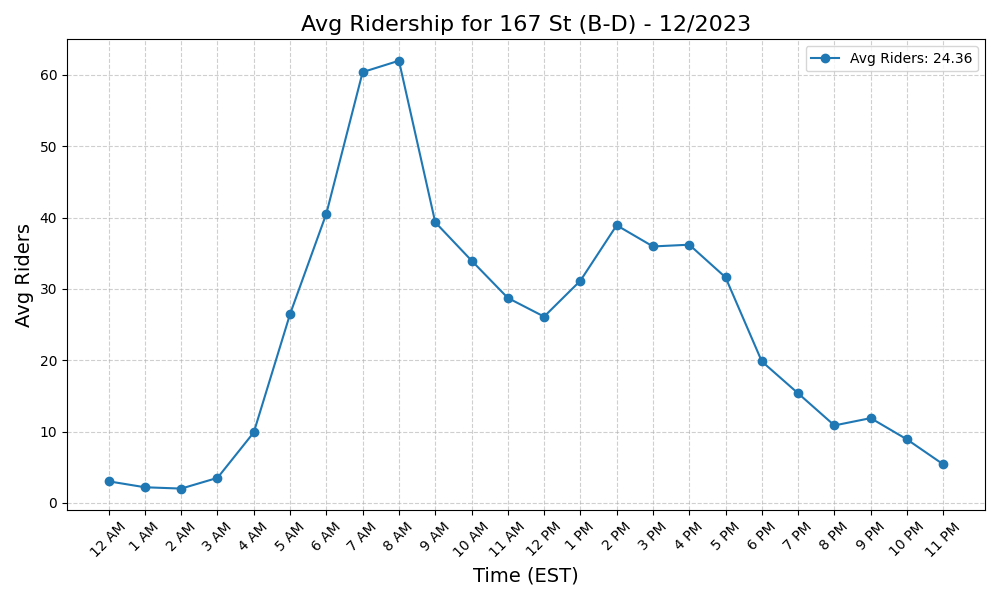 Avg Ridership for 167 St (B-D) - 12/2023
Avg Riders: 24.36
Avg Riders
60
50
40
30
20
10
0
12 AM
1 AM
2 AM
3 AM
4 AM
5 AM
6 AM
7 AM
8 AM
9 AM
10 AM
11 AM
12 PM
1 PM
2 PM
3 PM
4 PM
5 PM
6 PM
7 PM
8 PM
9 PM
10 PM
11 PM
Time (EST)